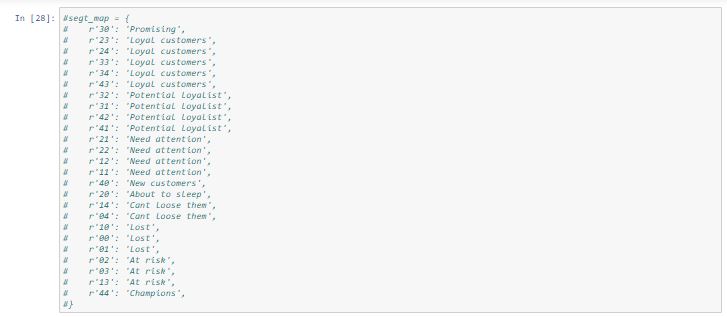 In [28]: #segt_map = {
#    r'30': 'Promising',
#    r'23': 'Loyal customers',
#    r'24': 'Loyal customers',
#    r'33': 'Loyal customers',
#    r'34': 'Loyal customers',
#    r'43': 'Loyal customers',
#    r'32': 'Potential LoyaList',
#    r'31': 'Potential LoyaList',
#    r'42': 'Potential LoyaList',
#    r'41': 'Potential LoyaList',
#    r'21': 'Need attention',
#    r'22': 'Need attention',
#    r'12': 'Need attention',
#    r'11': 'Need attention',
#    r'40': 'New customers',
#    r'20': 'About to sleep',
#    r'14': 'Cant loose them',
#    r'04': 'Cant loose them',
#    r'10': 'Lost',
#    r'00': 'Lost',
#    r'01': 'Lost',
#    r'02': 'At risk',
#    r'03': 'At risk',
#    r'13': 'At risk',
#    r'44': 'Champions',
#}